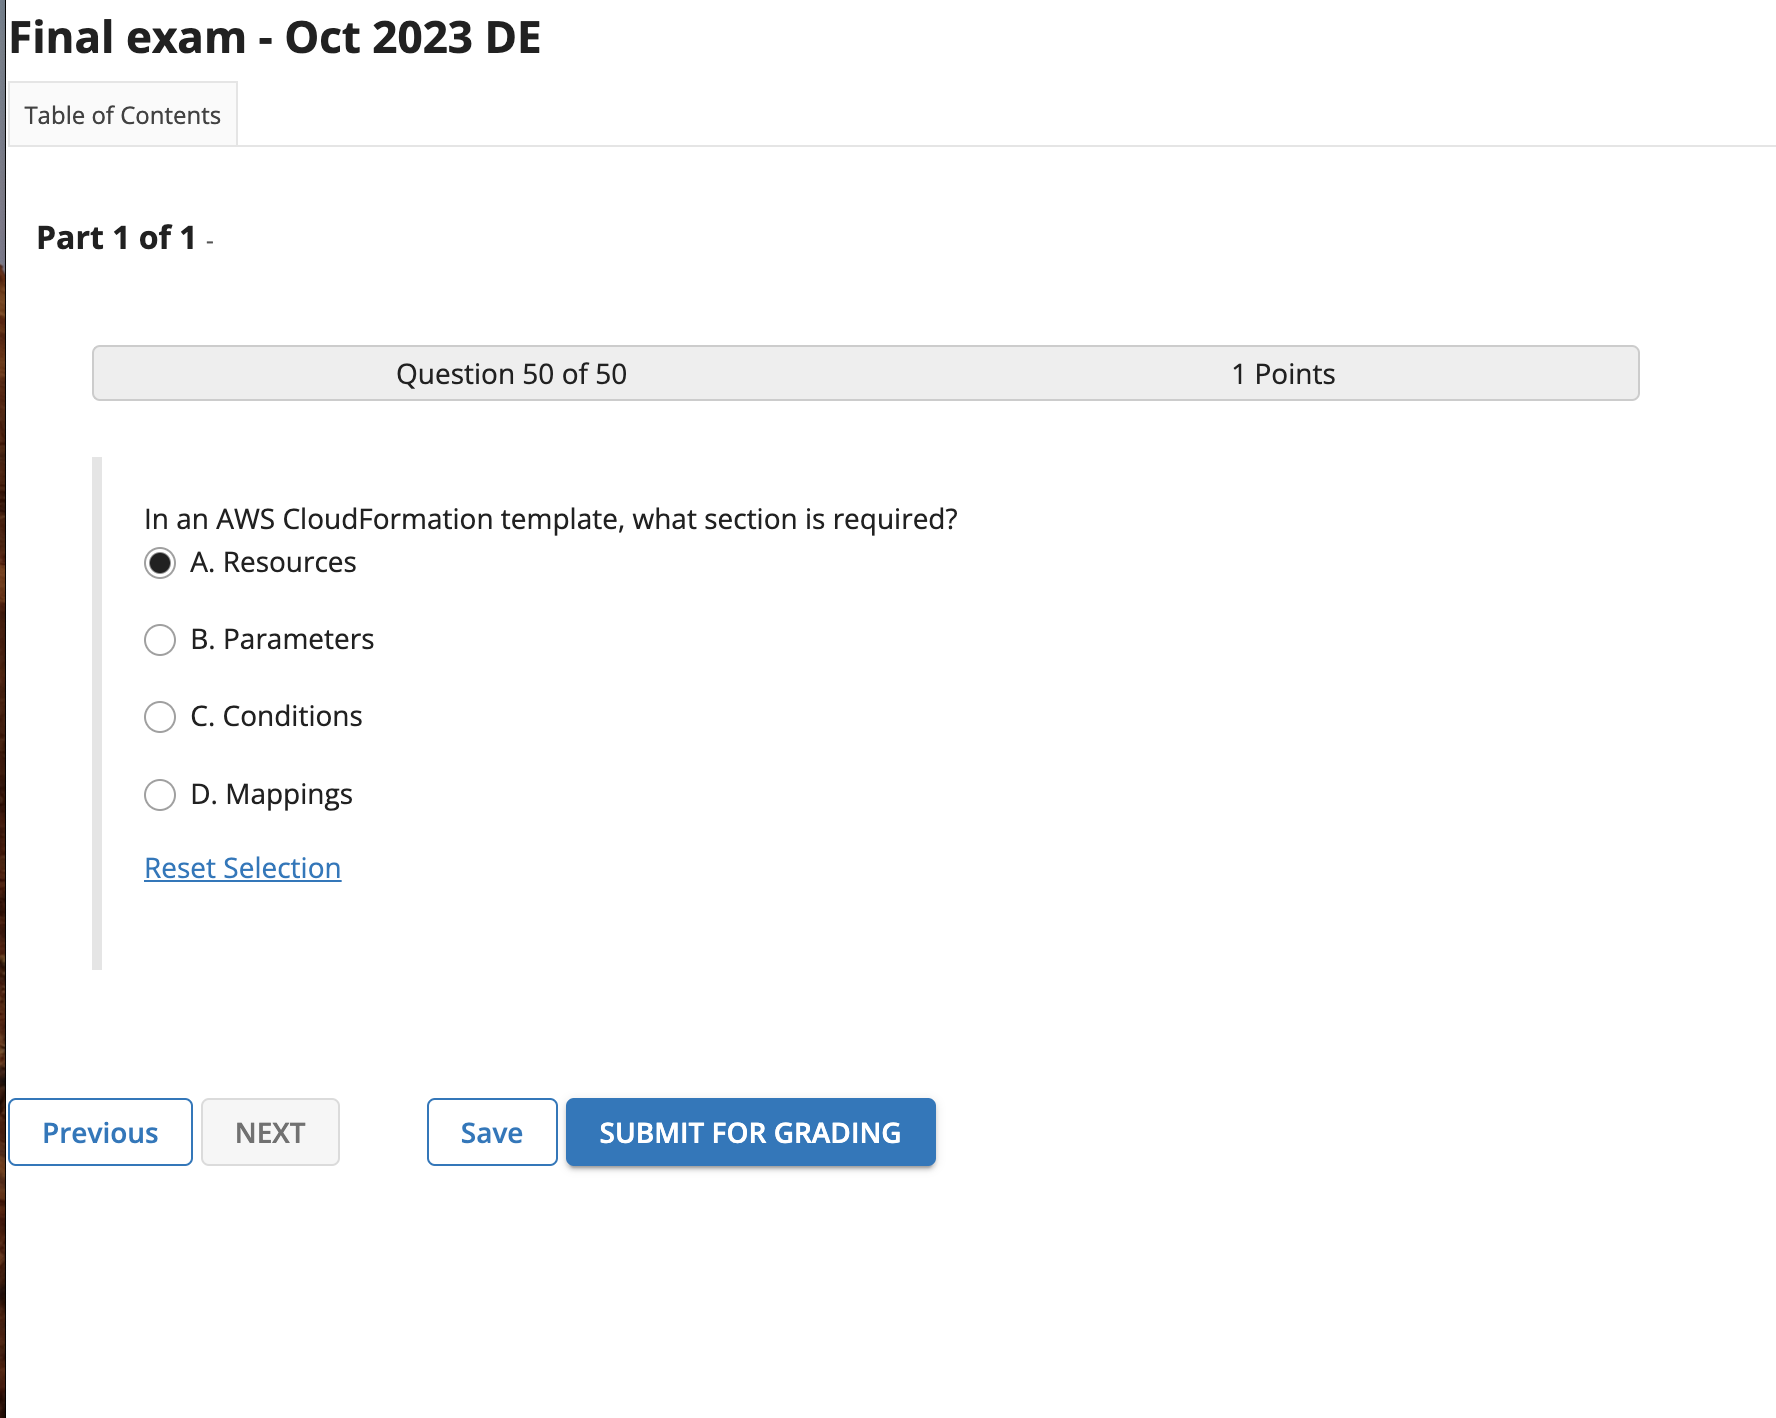 Final exam - Oct 2023 DE
Table of Contents
Part 1 of 1 -
Question 50 of 50 1 Points
In an AWS CloudFormation template, what section is required?
A. Resources
B. Parameters
C. Conditions
D. Mappings
Reset Selection
Previous NEXT Save SUBMIT FOR GRADING